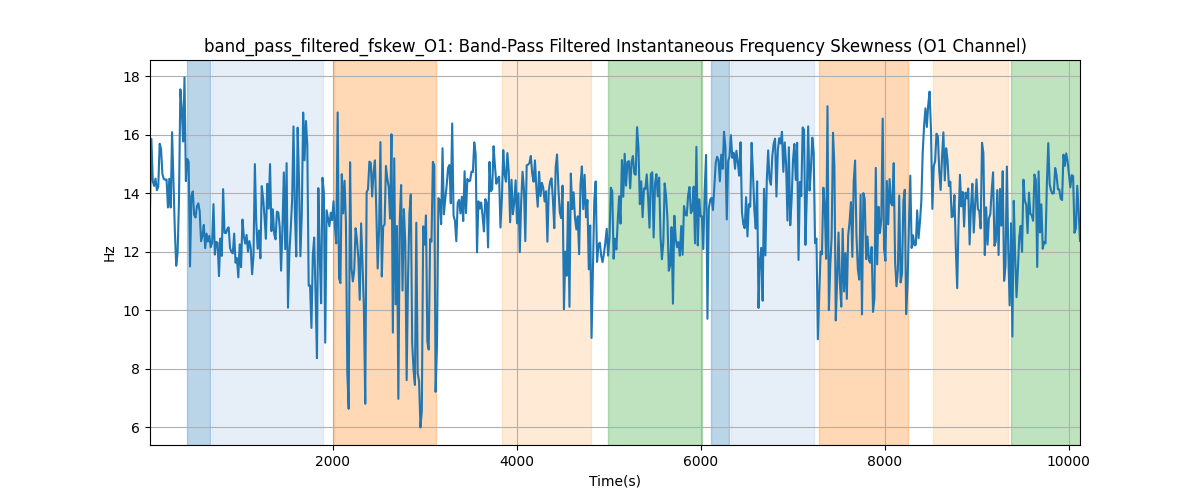 band_pass_filtered_fskew_O1: Band-Pass Filtered Instantaneous Frequency Skewness (O1 Channel)
18
16
14
12
10
8
6
Hz
2000 4000 6000 8000 10000
Time(s)